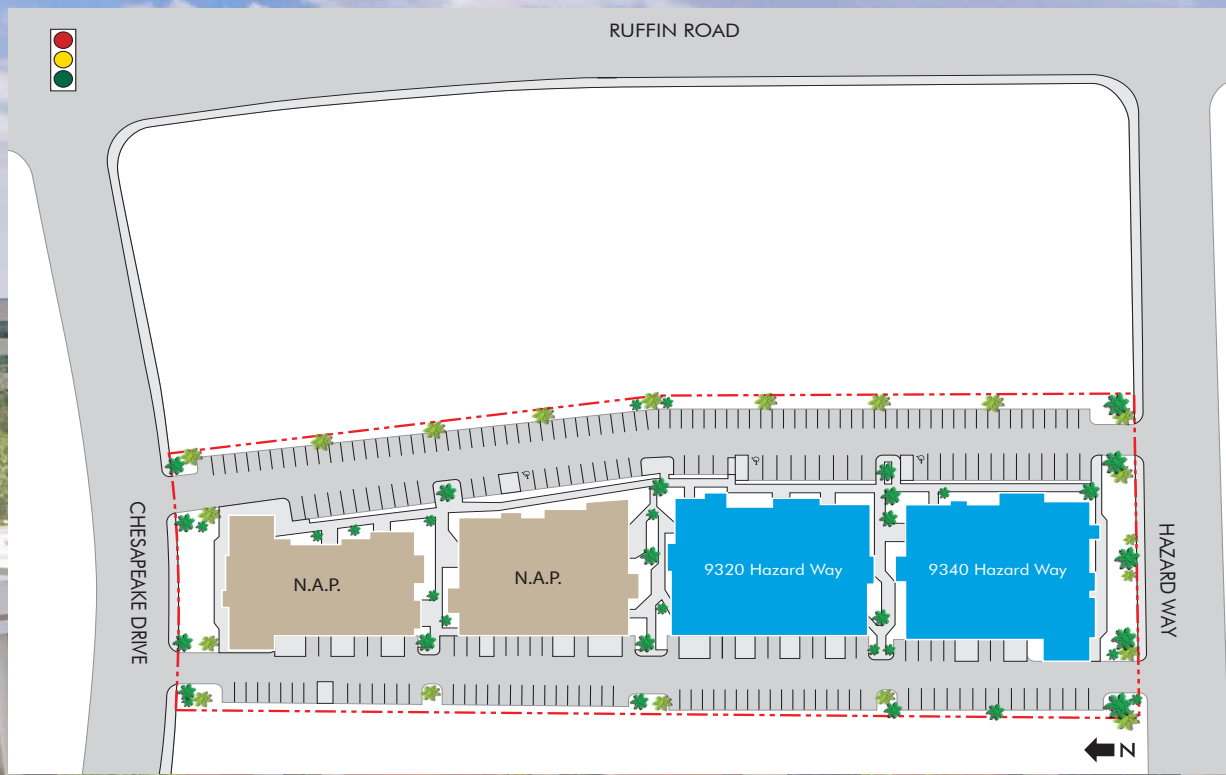 RUFFIN ROAD
CHESAPEAKE DRIVE
N.A.P.
N.A.P.
9320 Hazard Way
9340 Hazard Way
HAZARD WAY
N